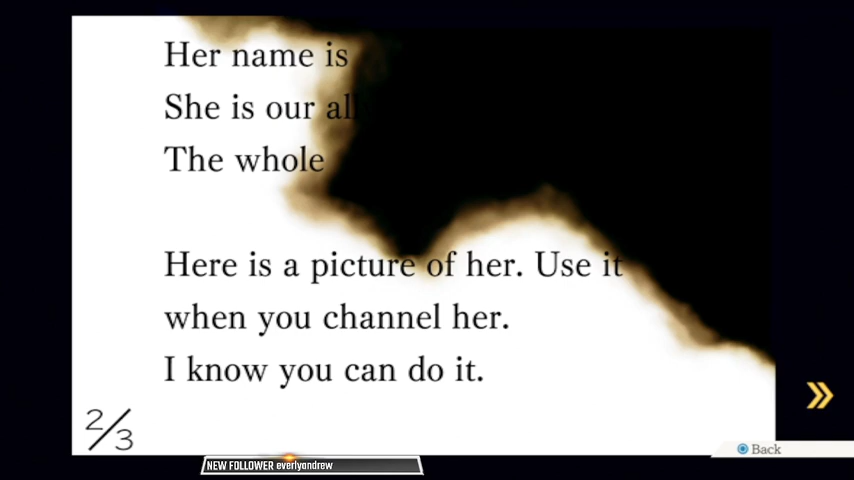 Her name is
She is our all
The whole
Here is a picture of her. Use it
when you channel her.
I know you can do it.
2/3
Back
NEW FOLLOWER everlyandrew